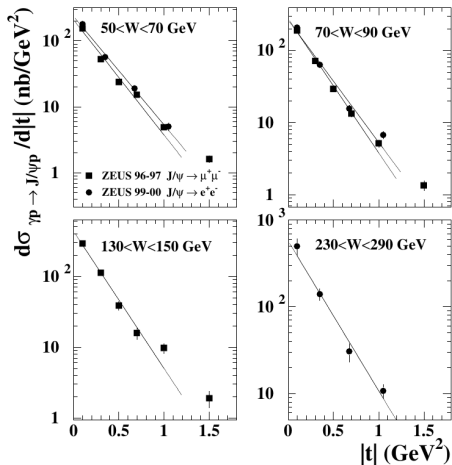 dσ γp → J/ψp /d|t| (nb/GeV²)
50<W<70 GeV
70<W<90 GeV
10²
10
1
10²
10
1
ZEUS 96-97 J/ψ → μ⁺μ⁻
ZEUS 99-00 J/ψ → e⁺e⁻
130<W<150 GeV
230<W<290 GeV
10²
10
1
10³
10²
10
0 0.5 1 1.5
0 0.5 1 1.5
|t| (GeV²)